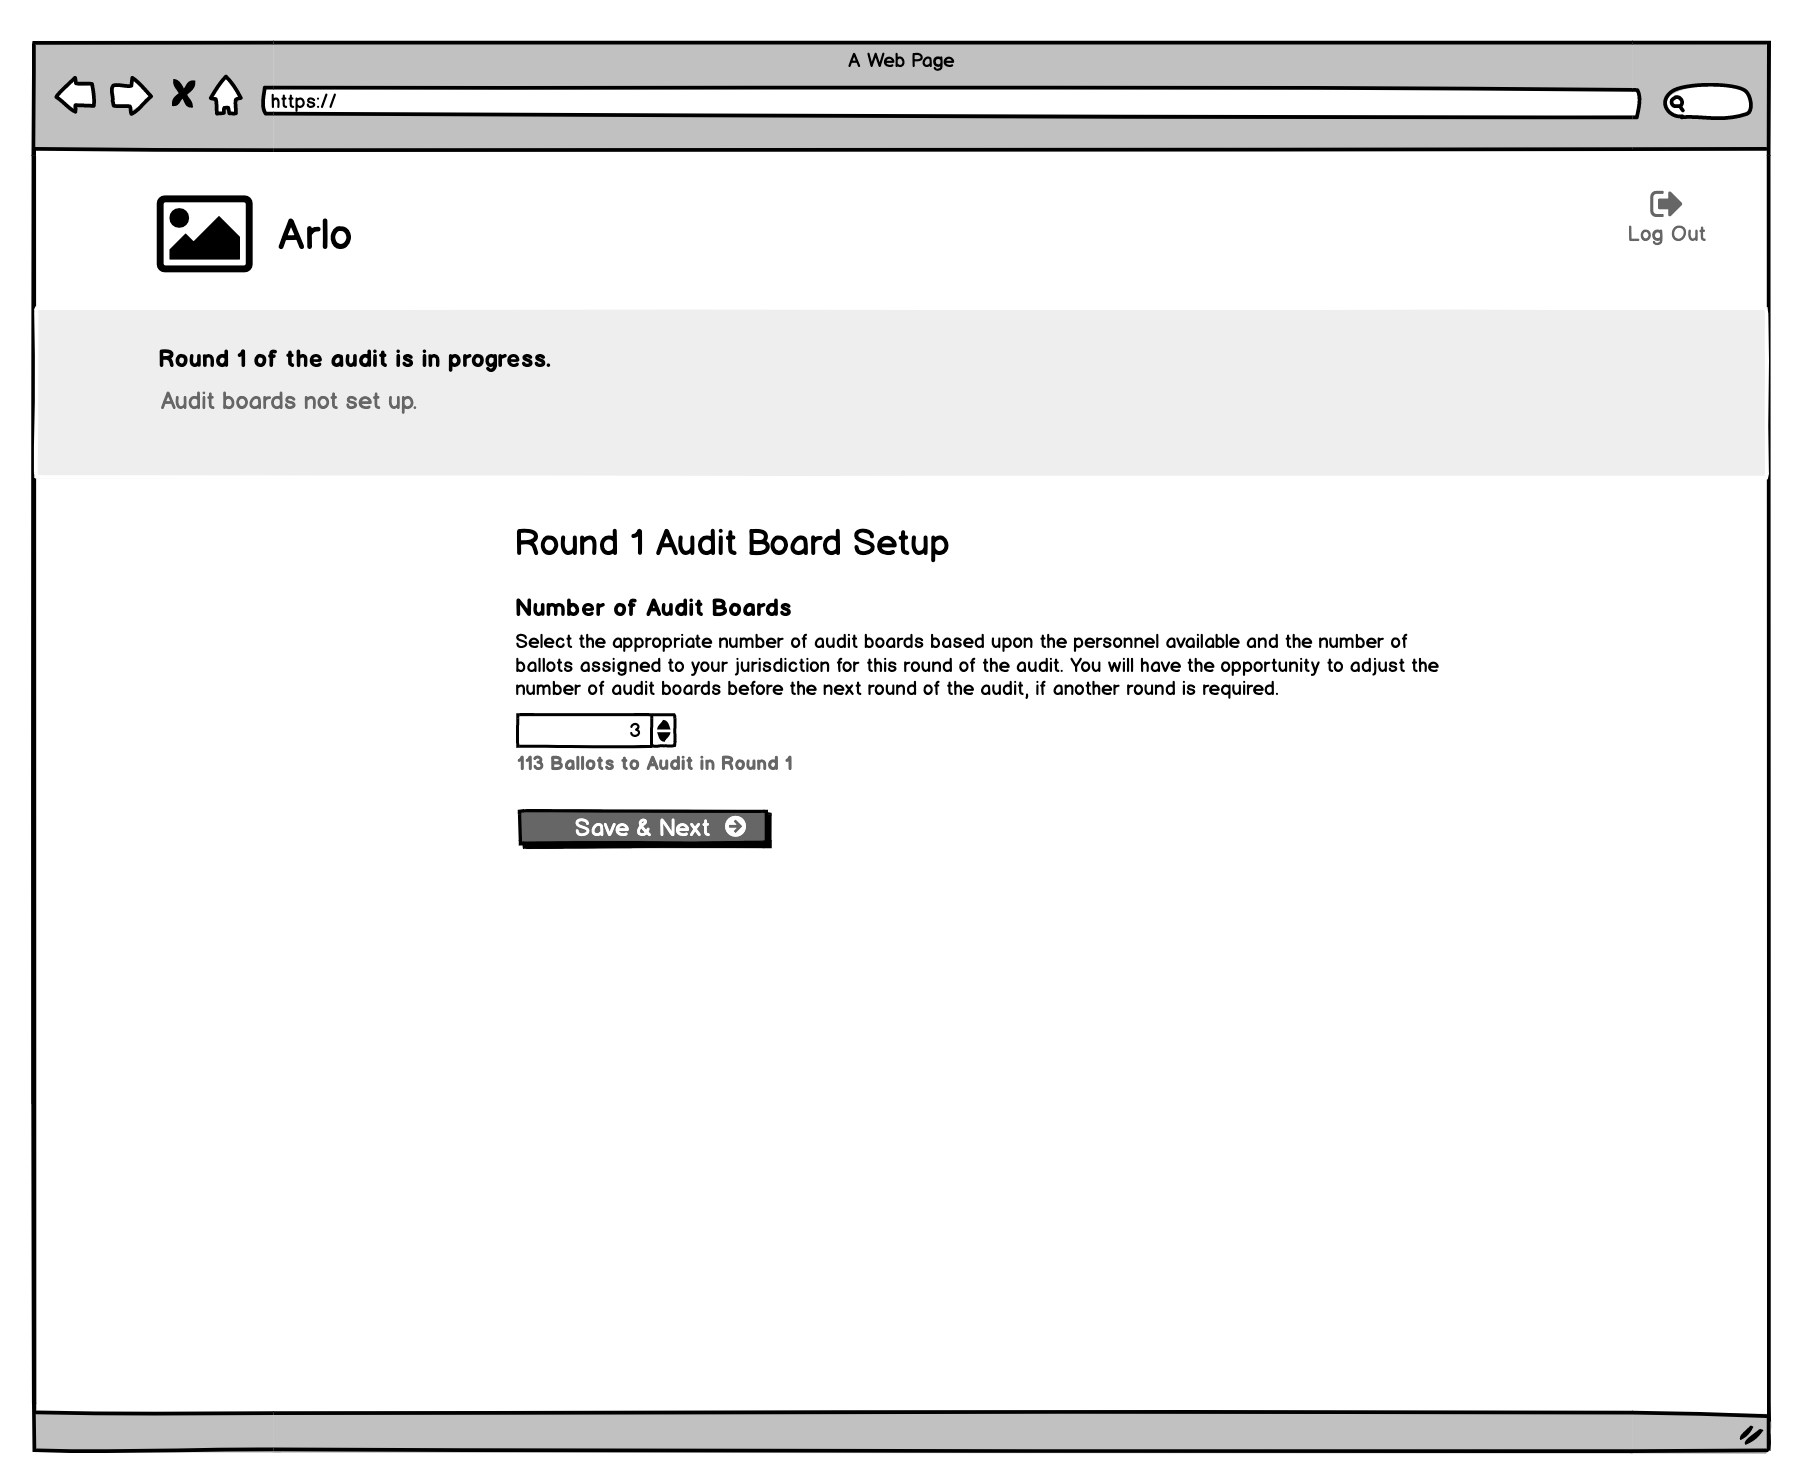 A Web Page
https://
Arlo
Log Out
Round 1 of the audit is in progress.
Audit boards not set up.
Round 1 Audit Board Setup
Number of Audit Boards
Select the appropriate number of audit boards based upon the personnel available and the number of
ballots assigned to your jurisdiction for this round of the audit. You will have the opportunity to adjust the
number of audit boards before the next round of the audit, if another round is required.
3
113 Ballots to Audit in Round 1
Save & Next